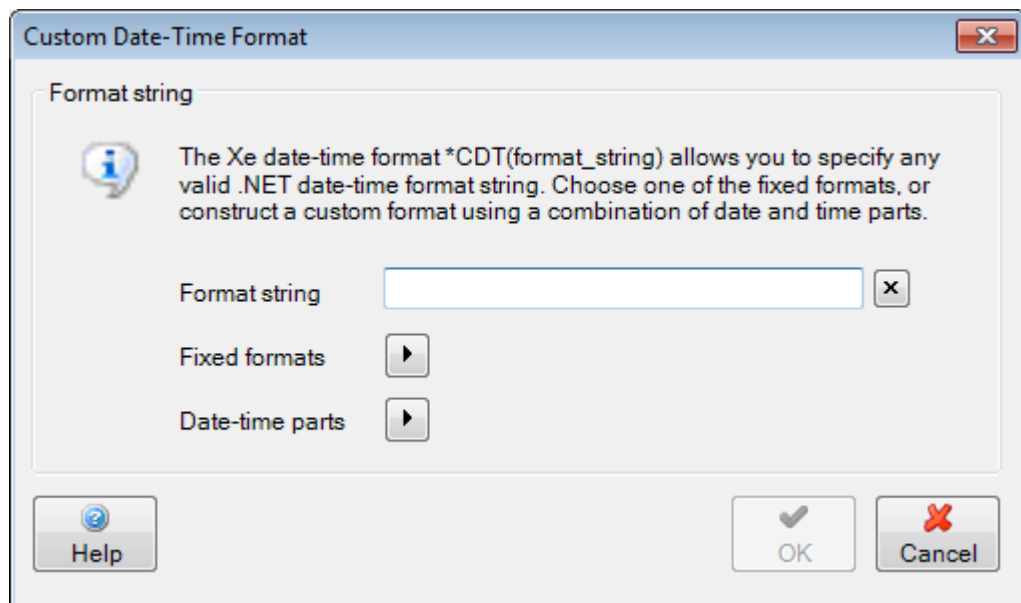 Custom Date-Time Format
Format string
The Xe date-time format *CDT(format_string) allows you to specify any
valid .NET date-time format string. Choose one of the fixed formats, or
construct a custom format using a combination of date and time parts.
Format string
Fixed formats
Date-time parts
Help
OK
Cancel